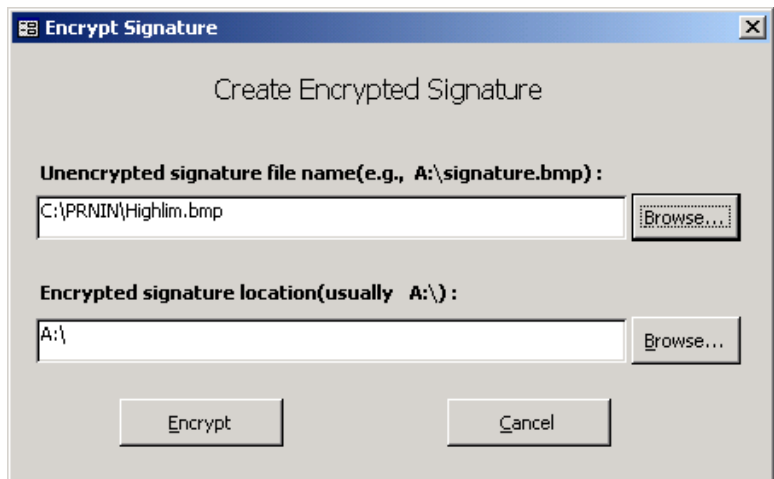 Encrypt Signature
Create Encrypted Signature
Unencrypted signature file name(e.g., A:\signature.bmp) :
C:\PRNIN\Highlim.bmp
Browse...
Encrypted signature location(usually A:\) :
A:\
Browse...
Encrypt
Cancel